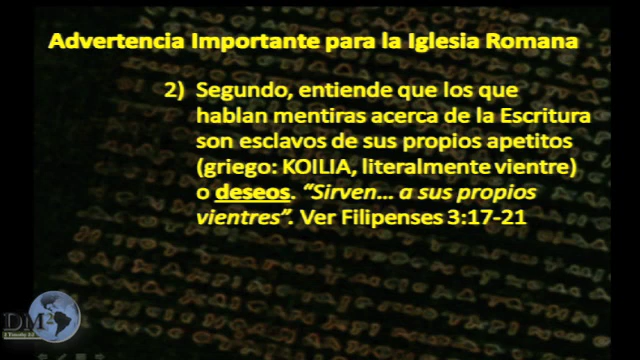 Advertencia Importante para la Iglesia Romana
2) Segundo, entiende que los que
hablan mentiras acerca de la Escritura
son esclavos de sus propios apetitos
(griego: KOILIA, literalmente vientre)
o deseos. “Sirven... a sus propios
vientres”. Ver Filipenses 3:17-21
DM2